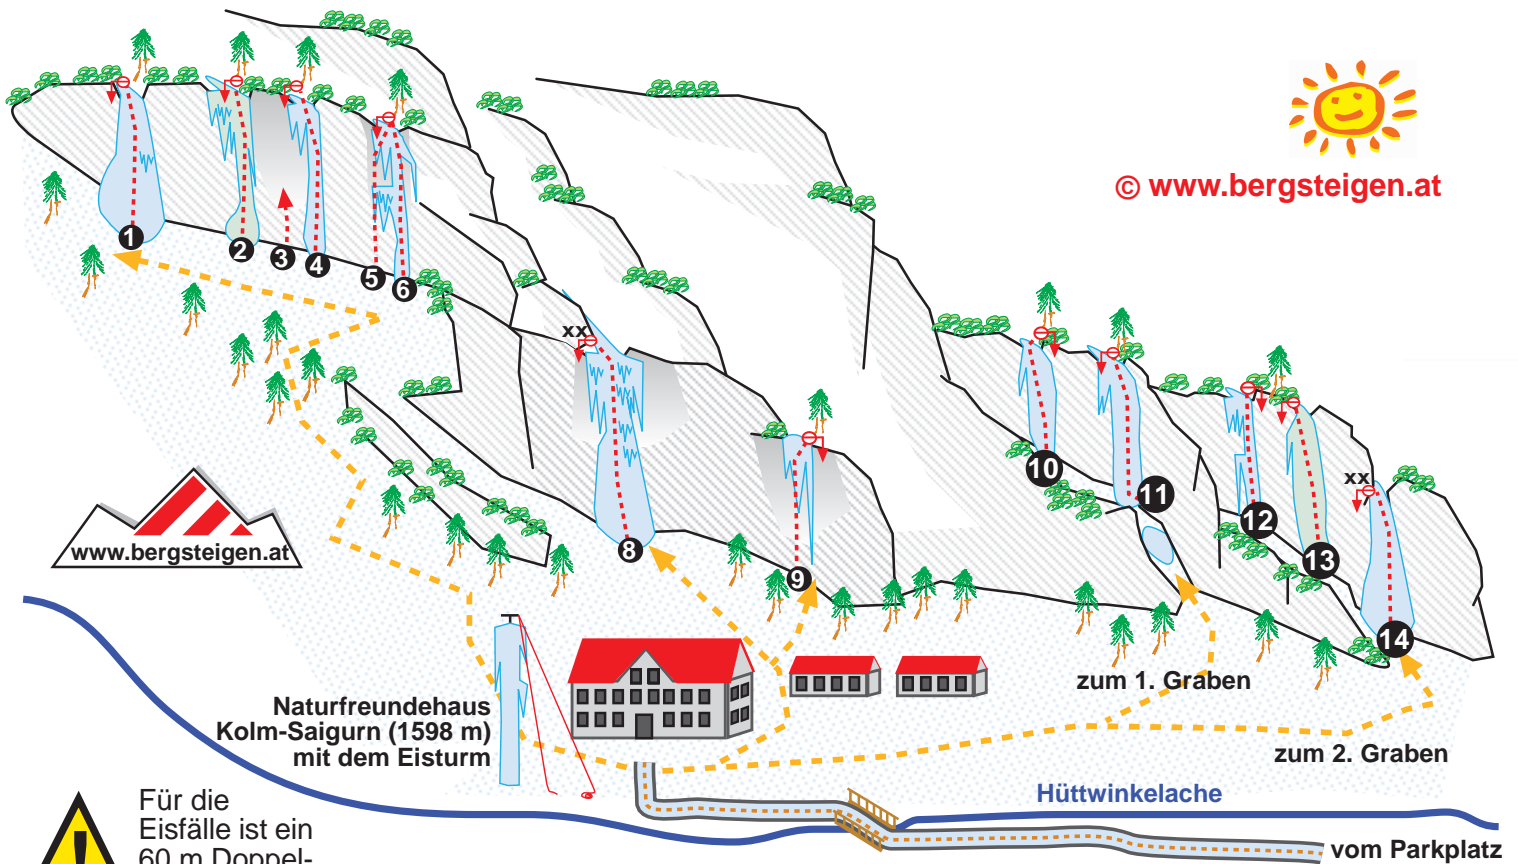 © www.bergsteigen.at
1
2
3
4
5
6
xx
8
9
10
11
12
13
xx
14
www.bergsteigen.at
zum 1. Graben
Naturfreundehaus
Kolm-Saigurn (1598 m)
mit dem Eisturm
zum 2. Graben
Hüttwinkelache
vom Parkplatz
!
Für die
Eisfälle ist ein
60 m Doppel-